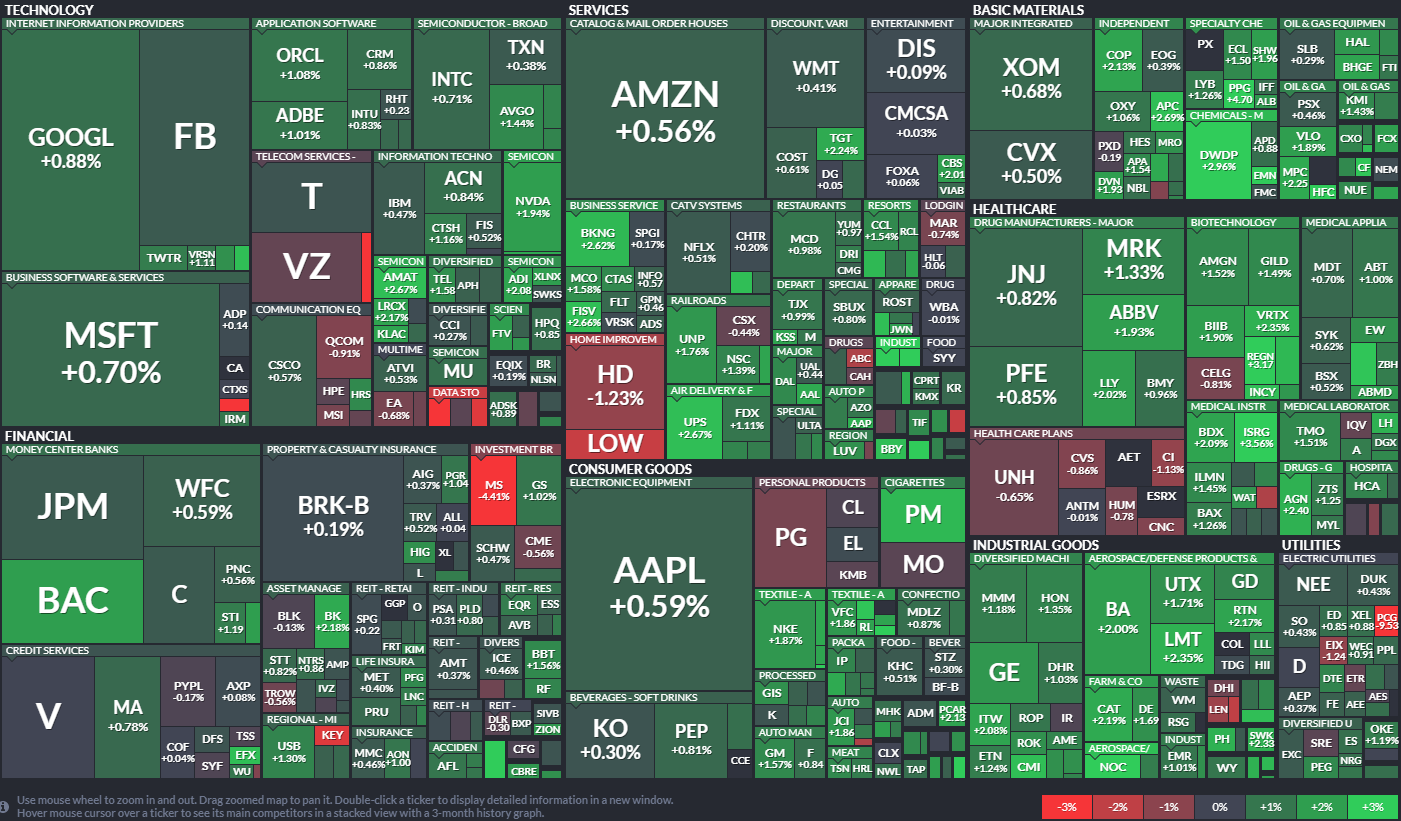 TECHNOLOGY
INTERNET INFORMATION PROVIDERS
GOOGL
+0.88%
FB
TWTR
VRSN
+1.11
APPLICATION SOFTWARE
ORCL
+1.08%
CRM
+0.86%
ADBE
+1.01%
INTU
+0.83%
RHT
+0.23
SEMICONDUCTOR - BROAD
INTC
+0.71%
TXN
+0.38%
AVGO
+1.44%
TELECOM SERVICES -
T
VZ
INFORMATION TECHNO
IBM
+0.47%
ACN
+0.84%
CTSH
+1.16%
FIS
+0.52%
SEMICON
NVDA
+1.94%
BUSINESS SOFTWARE & SERVICES
MSFT
+0.70%
ADP
+0.14
CA
CTXS
IRM
COMMUNICATION EQ
CSCO
+0.57%
QCOM
-0.91%
HPE
HRS
MSI
SEMICON
AMAT
+2.67%
LRCX
+2.17%
KLAC
DIVERSIFIED
TEL
+1.58
APH
SEMICON
ADI
+2.08
XLNX
SWKS
DIVERSIFIE
CCI
+0.27%
SCIEN
FTV
HPQ
+0.85
MULTIME
ATVI
+0.53%
EA
-0.68%
SEMICON
MU
EQIX
+0.19%
BR
NLSN
DATA STO
ADSK
+0.89
SERVICES
CATALOG & MAIL ORDER HOUSES
AMZN
+0.56%
DISCOUNT, VARI
WMT
+0.41%
COST
+0.61%
TGT
+2.24%
DG
+0.05
ENTERTAINMENT
DIS
+0.09%
CMCSA
+0.03%
FOXA
+0.06%
CBS
+2.01
VIAB
BUSINESS SERVICE
BKNG
+2.62%
SPGI
+0.17%
MCO
+1.58%
CTAS
INFO
+0.57
FISV
+2.66%
FLT
GPN
+0.46
VRSK
ADS
CATV SYSTEMS
NFLX
+0.51%
CHTR
+0.20%
RESTAURANTS
MCD
+0.98%
YUM
+0.97
DRI
CMG
RESORTS
CCL
+1.54%
RCL
LODGIN
MAR
-0.74%
HLT
-0.06
RAILROADS
UNP
+1.76%
CSX
-0.44%
NSC
+1.39%
DEPART
TJX
+0.99%
KSS
M
SPECIAL
SBUX
+0.80%
APPARE
ROST
JWN
DRUG
WBA
-0.01%
HOME IMPROVEM
HD
-1.23%
LOW
MAJOR
DAL
UAL
+0.44
AAL
DRUGS
ABC
CAH
INDUST
FOOD
SYY
AIR DELIVERY & F
UPS
+2.67%
FDX
+1.11%
SPECIAL
ULTA
AUTO P
AZO
AAP
CPRT
KMX
KR
REGION
LUV
BBY
TIF
BASIC MATERIALS
MAJOR INTEGRATED
XOM
+0.68%
CVX
+0.50%
INDEPENDENT
COP
+2.13%
EOG
+0.39%
OXY
+1.06%
APC
+2.69%
PXD
-0.19
HES
MRO
APA
+1.54
DVN
+1.93
NBL
SPECIALTY CHE
PX
ECL
+1.50
SHW
+1.96
LYB
+1.26%
PPG
+4.70
IFF
ALB
CHEMICALS - M
DWDP
+2.96%
APD
+0.88
EMN
FMC
OIL & GAS EQUIPMEN
SLB
+0.29%
HAL
BHGE
FTI
OIL & GA
PSX
+0.46%
VLO
+1.89%
MPC
+2.25
HFC
OIL & GAS
KMI
+1.43%
CXO
FCX
CF
NEM
NUE
HEALTHCARE
DRUG MANUFACTURERS - MAJOR
JNJ
+0.82%
PFE
+0.85%
MRK
+1.33%
ABBV
+1.93%
LLY
+2.02%
BMY
+0.96%
BIOTECHNOLOGY
AMGN
+1.52%
GILD
+1.49%
BIIB
+1.90%
VRTX
+2.35%
CELG
-0.81%
REGN
+3.17
INCY
MEDICAL APPLIA
MDT
+0.70%
ABT
+1.00%
SYK
+0.62%
EW
BSX
+0.52%
ZBH
ABMD
HEALTH CARE PLANS
UNH
-0.65%
CVS
-0.86%
AET
CI
-1.13%
ANTM
-0.01%
HUM
-0.78
ESRX
CNC
MEDICAL INSTR
BDX
+2.09%
ISRG
+3.56%
ILMN
+1.45%
WAT
BAX
+1.26%
MEDICAL LABORATOR
TMO
+1.51%
IQV
LH
A
DGX
DRUGS - G
AGN
+2.40
ZTS
+1.25
MYL
HOSPITA
HCA
FINANCIAL
MONEY CENTER BANKS
JPM
WFC
+0.59%
BAC
C
PNC
+0.56%
STI
+1.19
PROPERTY & CASUALTY INSURANCE
BRK-B
+0.19%
AIG
+0.37%
PGR
+1.04
TRV
+0.52%
ALL
+0.04
HIG
XL
L
INVESTMENT BR
MS
-4.41%
GS
+1.02%
SCHW
+0.47%
CME
-0.56%
CREDIT SERVICES
V
MA
+0.78%
PYPL
-0.17%
AXP
+0.08%
COF
+0.04%
DFS
TSS
SYF
EFX
WU
ASSET MANAGE
BLK
-0.13%
BK
+2.18%
STT
+0.82%
NTRS
+0.86
AMP
TROW
-0.56%
IVZ
REIT - RETAI
SPG
+0.22
GGP
O
FRT
KIM
REIT - INDU
PSA
+0.31
PLD
+0.80
REIT - RES
EQR
ESS
AVB
LIFE INSURA
MET
+0.40%
PFG
LNC
PRU
REIT -
AMT
+0.37%
DIVERS
ICE
+0.46%
BBT
+1.56%
RF
REGIONAL - MI
USB
+1.30%
KEY
INSURANCE
MMC
+0.46%
AON
+1.00
REIT - H
REIT -
DLR
-0.30
BXP
SIVB
ZION
ACCIDEN
AFL
CFG
CBRE
CONSUMER GOODS
ELECTRONIC EQUIPMENT
AAPL
+0.59%
PERSONAL PRODUCTS
PG
CL
EL
KMB
CIGARETTES
PM
MO
TEXTILE - A
NKE
+1.87%
TEXTILE - A
VFC
+1.86
RL
CONFECTIO
MDLZ
+0.87%
PACKA
IP
FOOD -
KHC
+0.51%
BEVER
STZ
+0.30%
BF-B
BEVERAGES - SOFT DRINKS
KO
+0.30%
PEP
+0.81%
CCE
PROCESSED
GIS
K
AUTO
JCI
+1.86
MHK
ADM
PCAR
+2.13
AUTO MAN
GM
+1.57%
F
+0.84
MEAT
TSN
HRL
CLX
NWL
TAP
INDUSTRIAL GOODS
DIVERSIFIED MACHI
MMM
+1.18%
HON
+1.35%
GE
DHR
+1.03%
ITW
+2.08%
ROP
IR
ETN
+1.24%
ROK
AME
CMI
AEROSPACE/DEFENSE PRODUCTS &
BA
+2.00%
UTX
+1.71%
GD
RTN
+2.17%
LMT
+2.35%
COL
LLL
TDG
HII
FARM & CO
CAT
+2.19%
DE
+1.69
WASTE
WM
RSG
DHI
LEN
AEROSPACE/
NOC
INDUST
EMR
+1.01%
PH
SWK
+2.33
WY
UTILITIES
ELECTRIC UTILITIES
NEE
DUK
+0.43%
SO
+0.43%
ED
+0.85
XEL
+0.88
PCG
-9.53
D
EIX
-1.24
WEC
+0.91
PPL
DTE
ETR
AEP
+0.37%
FE
AEE
AES
DIVERSIFIED U
EXC
SRE
ES
OKE
+1.19%
PEG
NRG
Use mouse wheel to zoom in and out. Drag zoomed map to pan it. Double-click a ticker to display detailed information in a new window.
Hover mouse cursor over a ticker to see its main competitors in a stacked view with a 3-month history graph.
-3%
-2%
-1%
0%
+1%
+2%
+3%